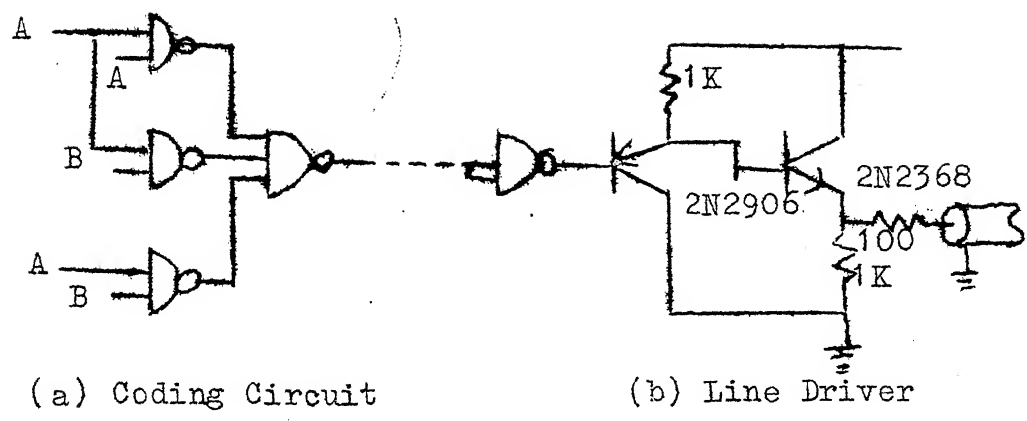 A
A
B
A
B
1K
2N2906
2N2368
100
1K
(a) Coding Circuit
(b) Line Driver